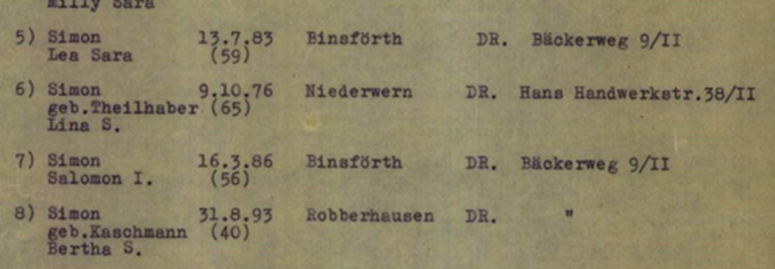 Milly Sara
5) Simon 13.7.83 Binsförth DR. Bäckerweg 9/II
Lea Sara (59)
6) Simon 9.10.76 Niederwern DR. Hans Handwerkstr.38/II
geb.Theilhaber (65)
Lina S.
7) Simon 16.3.86 Binsförth DR. Bäckerweg 9/II
Salomon I. (56)
8) Simon 31.8.93 Robberhausen DR. "
geb.Kaschmann (40)
Bertha S.